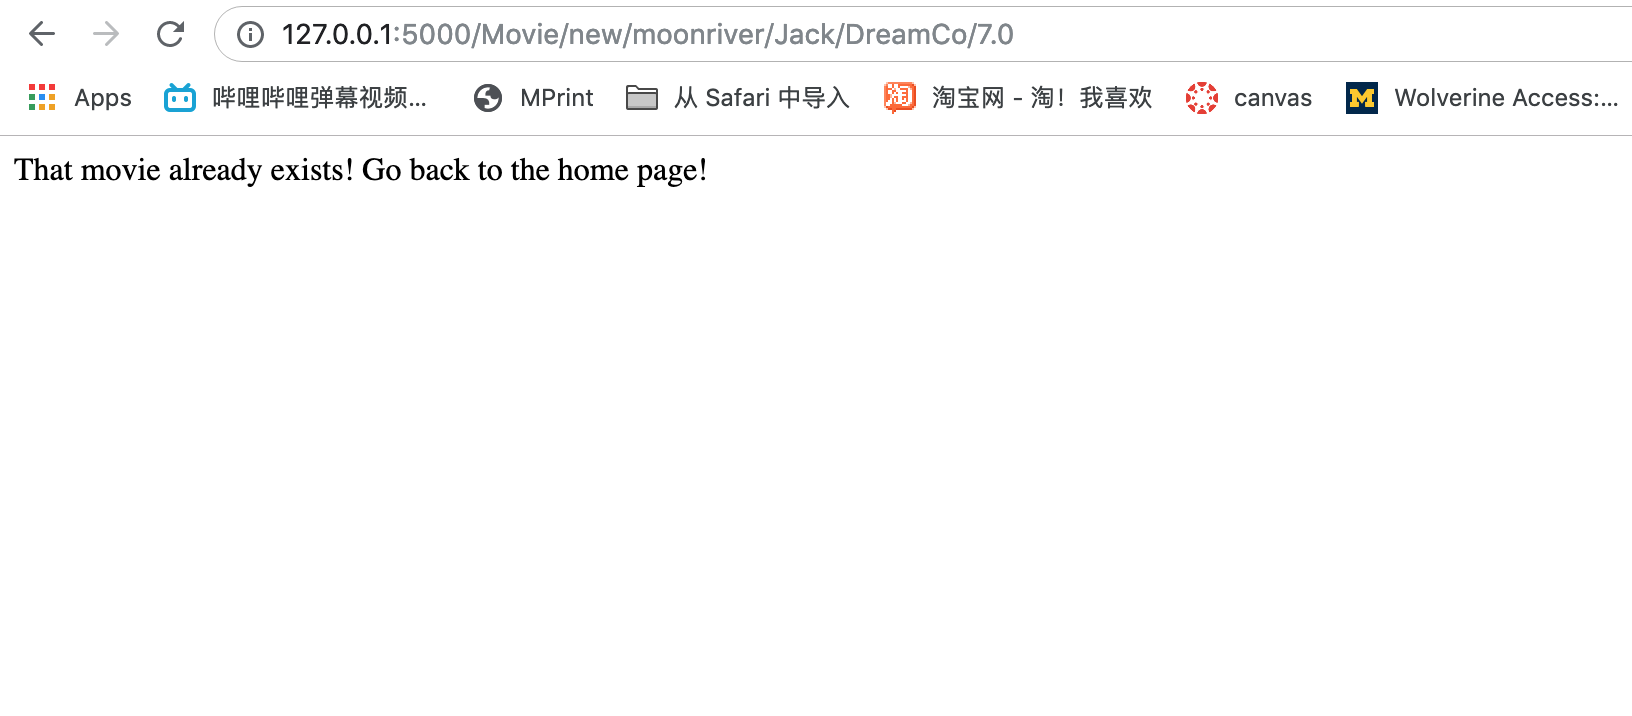 127.0.0.1:5000/Movie/new/moonriver/Jack/DreamCo/7.0
Apps 哔哩哔哩弹幕视频... MPrint 从 Safari 中导入 淘宝网 - 淘！我喜欢 canvas Wolverine Access:...
That movie already exists! Go back to the home page!